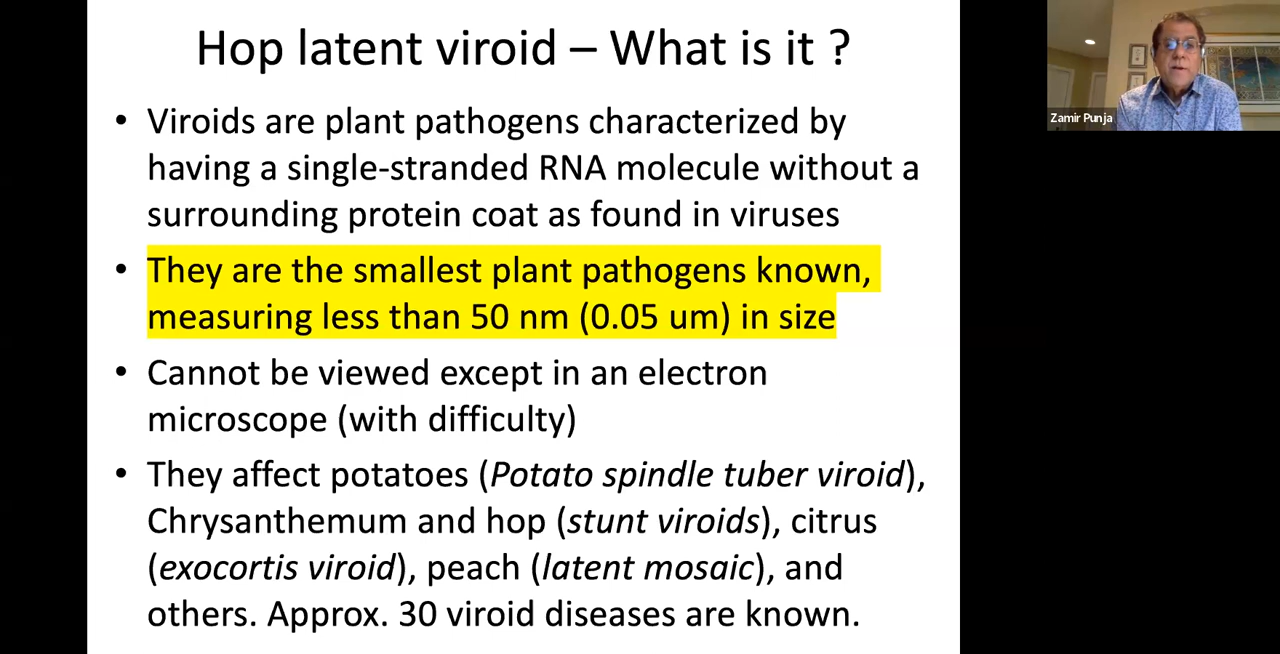 Hop latent viroid – What is it ?
• Viroids are plant pathogens characterized by
having a single-stranded RNA molecule without a
surrounding protein coat as found in viruses
• They are the smallest plant pathogens known,
measuring less than 50 nm (0.05 um) in size
• Cannot be viewed except in an electron
microscope (with difficulty)
• They affect potatoes (Potato spindle tuber viroid),
Chrysanthemum and hop (stunt viroids), citrus
(exocortis viroid), peach (latent mosaic), and
others. Approx. 30 viroid diseases are known.
Zamir Punja